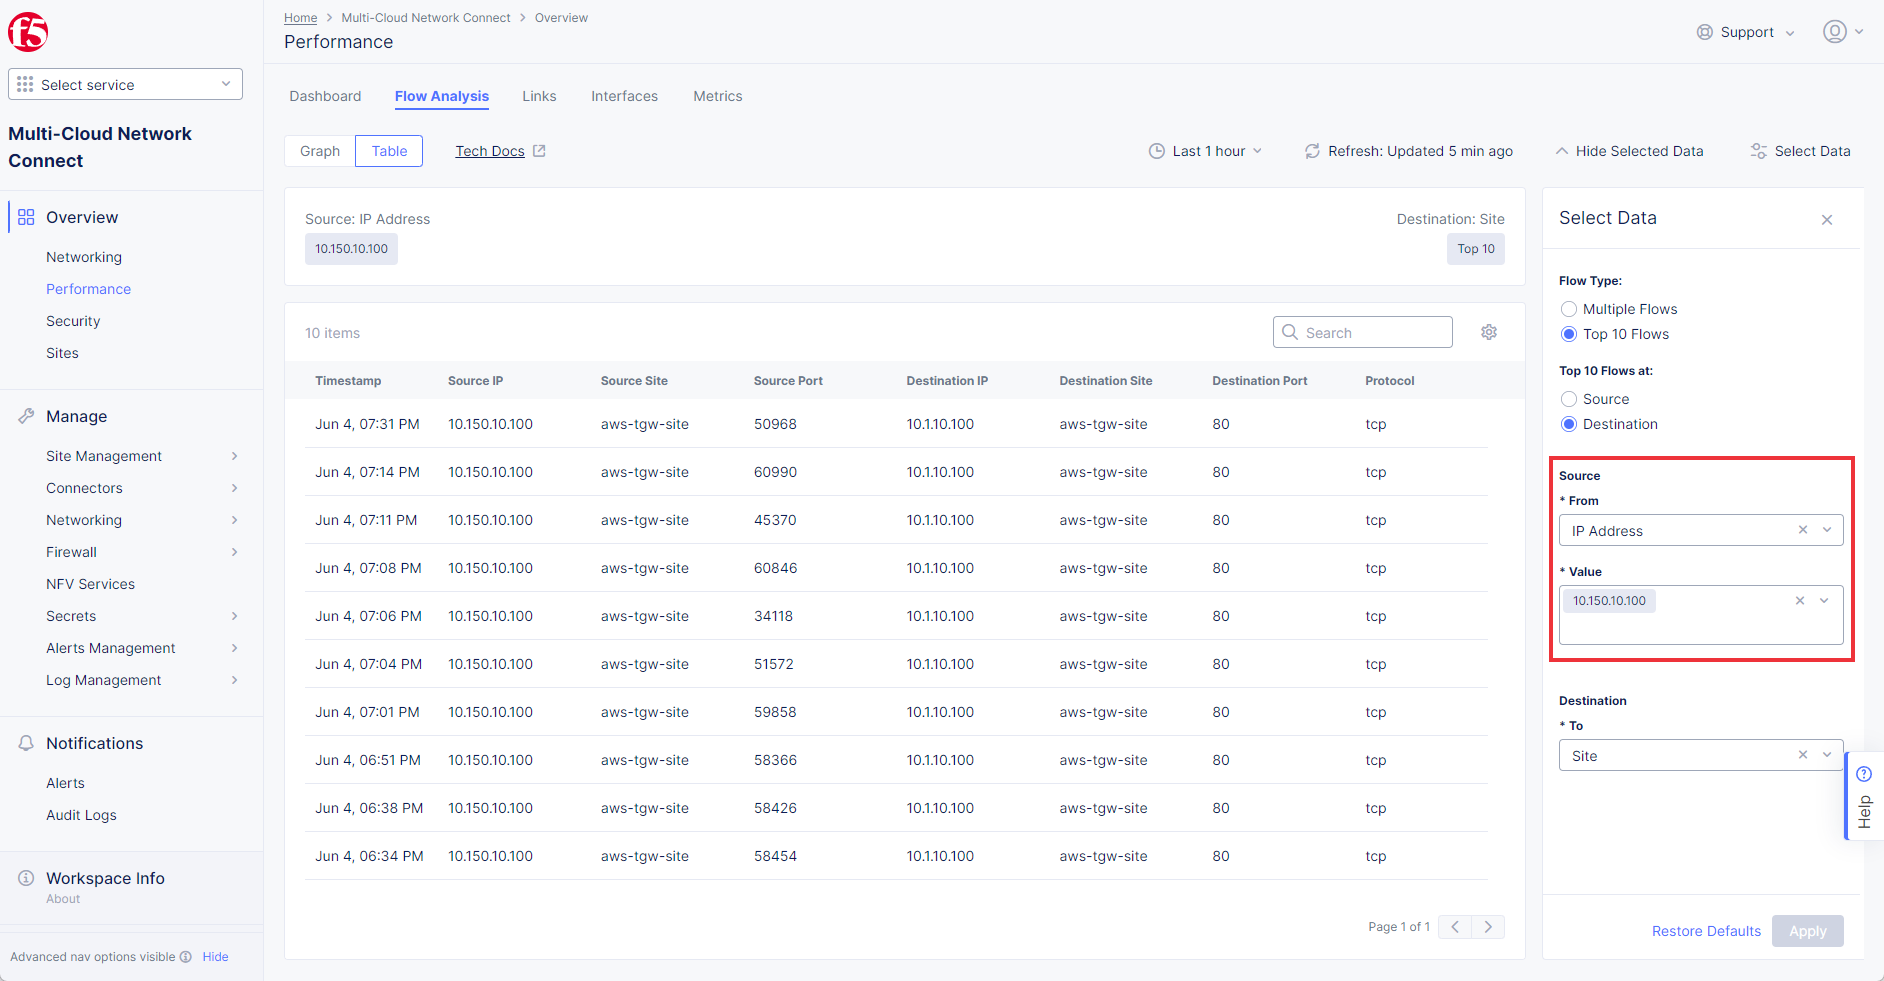 f5
Home > Multi-Cloud Network Connect > Overview
Performance
Support
Select service
Multi-Cloud Network
Connect
Overview
Networking
Performance
Security
Sites
Manage
Site Management
Connectors
Networking
Firewall
NFV Services
Secrets
Alerts Management
Log Management
Notifications
Alerts
Audit Logs
Workspace Info
About
Advanced nav options visible Hide
Dashboard Flow Analysis Links Interfaces Metrics
Graph Table Tech Docs Last 1 hour Refresh: Updated 5 min ago Hide Selected Data Select Data
Source: IP Address Destination: Site
10.150.10.100 Top 10
10 items Search
Timestamp Source IP Source Site Source Port Destination IP Destination Site Destination Port Protocol
Jun 4, 07:31 PM 10.150.10.100 aws-tgw-site 50968 10.1.10.100 aws-tgw-site 80 tcp
Jun 4, 07:14 PM 10.150.10.100 aws-tgw-site 60990 10.1.10.100 aws-tgw-site 80 tcp
Jun 4, 07:11 PM 10.150.10.100 aws-tgw-site 45370 10.1.10.100 aws-tgw-site 80 tcp
Jun 4, 07:08 PM 10.150.10.100 aws-tgw-site 60846 10.1.10.100 aws-tgw-site 80 tcp
Jun 4, 07:06 PM 10.150.10.100 aws-tgw-site 34118 10.1.10.100 aws-tgw-site 80 tcp
Jun 4, 07:04 PM 10.150.10.100 aws-tgw-site 51572 10.1.10.100 aws-tgw-site 80 tcp
Jun 4, 07:01 PM 10.150.10.100 aws-tgw-site 59858 10.1.10.100 aws-tgw-site 80 tcp
Jun 4, 06:51 PM 10.150.10.100 aws-tgw-site 58366 10.1.10.100 aws-tgw-site 80 tcp
Jun 4, 06:38 PM 10.150.10.100 aws-tgw-site 58426 10.1.10.100 aws-tgw-site 80 tcp
Jun 4, 06:34 PM 10.150.10.100 aws-tgw-site 58454 10.1.10.100 aws-tgw-site 80 tcp
Page 1 of 1
Select Data
Flow Type:
Multiple Flows
Top 10 Flows
Top 10 Flows at:
Source
Destination
Source
* From
IP Address
* Value
10.150.10.100
Destination
* To
Site
Help
Restore Defaults Apply